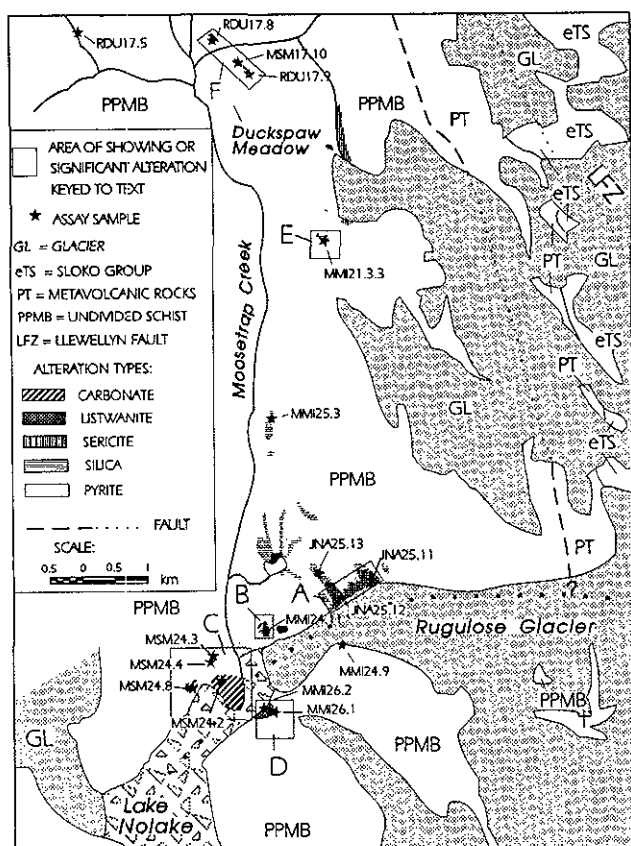 RDU17.8
RDU17.5
MSM17.10
RDU17.9
F
PPMB
Duckspaw
Meadow
PPMB
PT
GL
eTS
eTS
eTS
LFZ
GL
PT
AREA OF SHOWING OR
SIGNIFICANT ALTERATION
KEYED TO TEXT
ASSAY SAMPLE
GL = GLACIER
eTS = SLOKO GROUP
PT = METAVOLCANIC ROCKS
PPMB = UNDIVIDED SCHIST
LFZ = LLEWELLYN FAULT
ALTERATION TYPES:
CARBONATE
LISTWANITE
SERICITE
SILICA
PYRITE
FAULT
SCALE:
0.5 0 .5 1
km
E
MMI21.3.3
Moosetrap Creek
MMI25.3
GL
eTS
PT
eTS
PPMB
PT
?
JNA25.13
JNA25.11
A
JNA25.12
B
PPMB
C
Rugulose Glacier
MSM24.3
MSM24.4
MMI24.9
MSM24.8
MMI26.2
MSM24.2
MMI26.1
PPMB
GL
D
PPMB
Lake
Nolake
PPMB